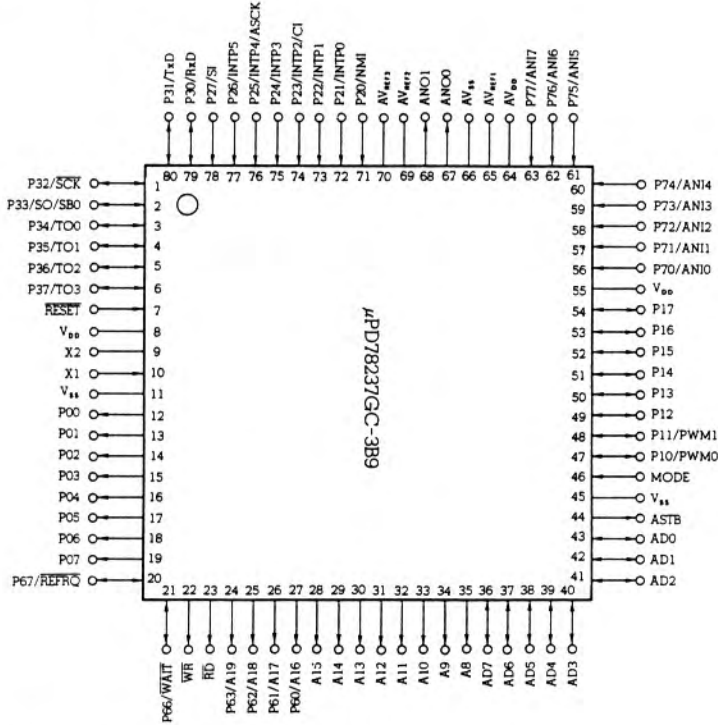 P31/TxD
P30/RxD
P27/SI
P26/INTP5
P25/INTP4/ASCK
P24/INTP3
P23/INTP2/CI
P22/INTP1
P21/INTP0
P20/NMI
AVREF3
AVREF2
ANO1
ANO0
AVSS
AVREF1
AVDD
P77/ANI7
P76/ANI6
P75/ANI5
80 79 78 77 76 75 74 73 72 71 70 69 68 67 66 65 64 63 62 61
P32/SCK 1
P33/SO/SB0 2
P34/TO0 3
P35/TO1 4
P36/TO2 5
P37/TO3 6
RESET 7
VDD 8
X2 9
X1 10
VSS 11
P00 12
P01 13
P02 14
P03 15
P04 16
P05 17
P06 18
P07 19
P67/REFRQ 20
μPD78237GC-3B9
60 P74/ANI4
59 P73/ANI3
58 P72/ANI2
57 P71/ANI1
56 P70/ANI0
55 VDD
54 P17
53 P16
52 P15
51 P14
50 P13
49 P12
48 P11/PWM1
47 P10/PWM0
46 MODE
45 VSS
44 ASTB
43 AD0
42 AD1
41 AD2
21 22 23 24 25 26 27 28 29 30 31 32 33 34 35 36 37 38 39 40
P66/WAIT
WR
RD
P63/A19
P62/A18
P61/A17
P60/A16
A15
A14
A13
A12
A11
A10
A9
A8
AD7
AD6
AD5
AD4
AD3